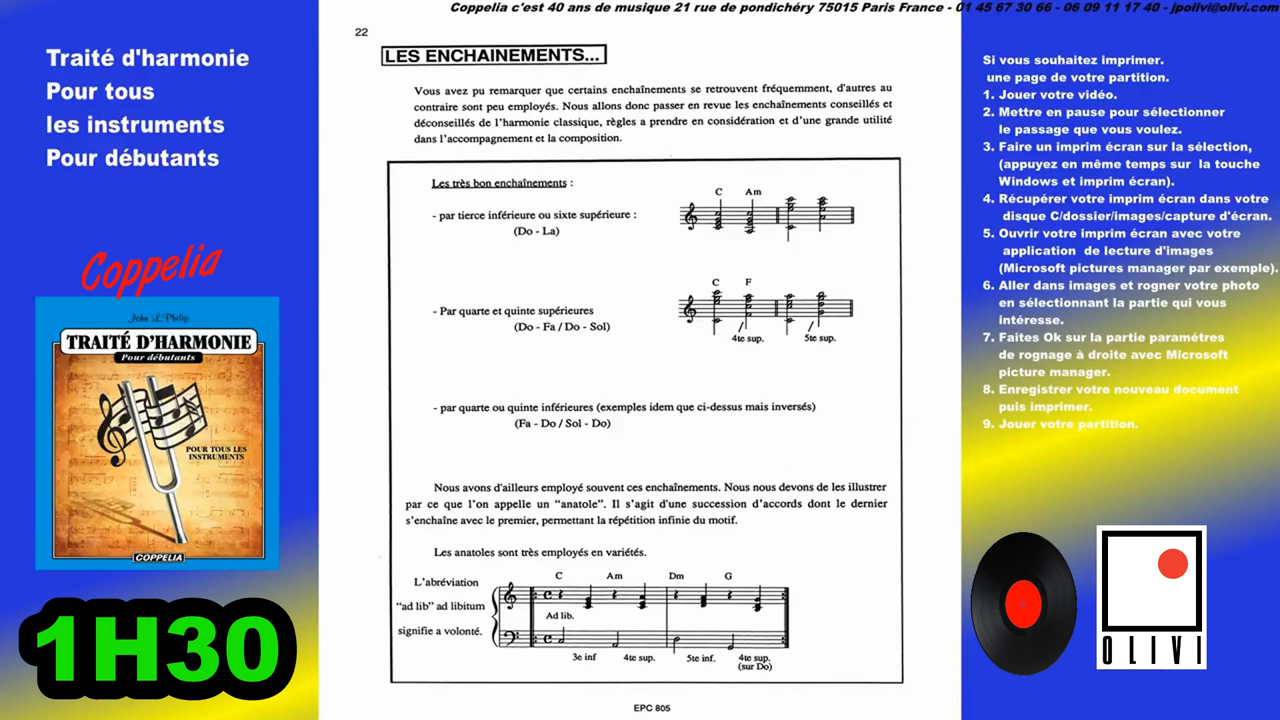 Coppelia c'est 40 ans de musique 21 rue de pondichéry 75015 Paris France - 01 45 67 30 66 - 06 09 11 17 40 - jpolivi@olivi.com
Traité d'harmonie
Pour tous
les instruments
Pour débutants
Coppelia
John L. Philip
TRAITÉ D'HARMONIE
Pour débutants
POUR TOUS LES
INSTRUMENTS
COPPELIA
1H30
22
LES ENCHAINEMENTS...
Vous avez pu remarquer que certains enchaînements se retrouvent fréquemment, d'autres au
contraire sont peu employés. Nous allons donc passer en revue les enchaînements conseillés et
déconseillés de l'harmonie classique, règles a prendre en considération et d'une grande utilité
dans l'accompagnement et la composition.
Les très bon enchaînements :
- par tierce inférieure ou sixte supérieure :
(Do - La)
C Am
- Par quarte et quinte supérieures
(Do - Fa / Do - Sol)
C F
4te sup. 5te sup.
- par quarte ou quinte inférieures (exemples idem que ci-dessus mais inversés)
(Fa - Do / Sol - Do)
Nous avons d'ailleurs employé souvent ces enchaînements. Nous nous devons de les illustrer
par ce que l'on appelle un "anatole". Il s'agit d'une succession d'accords dont le dernier
s'enchaîne avec le premier, permettant la répétition infinie du motif.
Les anatoles sont très employés en variétés.
L'abréviation
"ad lib" ad libitum
signifie a volonté.
C Am Dm G
Ad lib.
3e inf 4te sup. 5te inf. 4te sup.
(sur Do)
EPC 805
Si vous souhaitez imprimer.
une page de votre partition.
1. Jouer votre vidéo.
2. Mettre en pause pour sélectionner
le passage que vous voulez.
3. Faire un imprim écran sur la sélection,
(appuyez en même temps sur la touche
Windows et imprim écran).
4. Récupérer votre imprim écran dans votre
disque C/dossier/images/capture d'écran.
5. Ouvrir votre imprim écran avec votre
application de lecture d'images
(Microsoft pictures manager par exemple).
6. Aller dans images et rogner votre photo
en sélectionnant la partie qui vous
intéresse.
7. Faites Ok sur la partie paramétres
de rognage à droite avec Microsoft
picture manager.
8. Enregistrer votre nouveau document
puis imprimer.
9. Jouer votre partition.
OLIVI